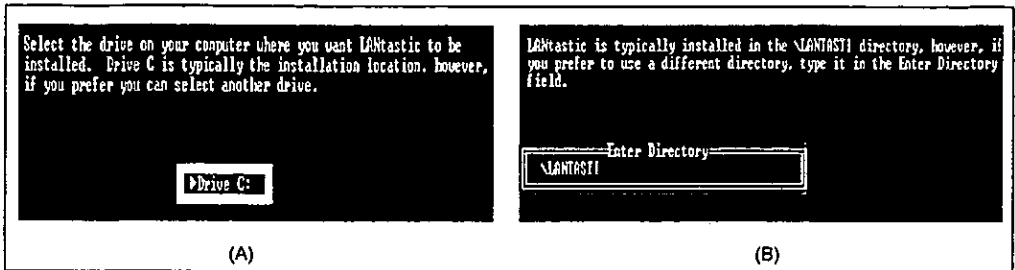 Select the drive on your computer where you want LANtastic to be
installed. Drive C is typically the installation location, however,
if you prefer you can select another drive.
▶Drive C:
(A)
LANtastic is typically installed in the \LANTASTI directory, however, if
you prefer to use a different directory, type it in the Enter Directory
field.
Enter Directory
\LANTASTI
(B)